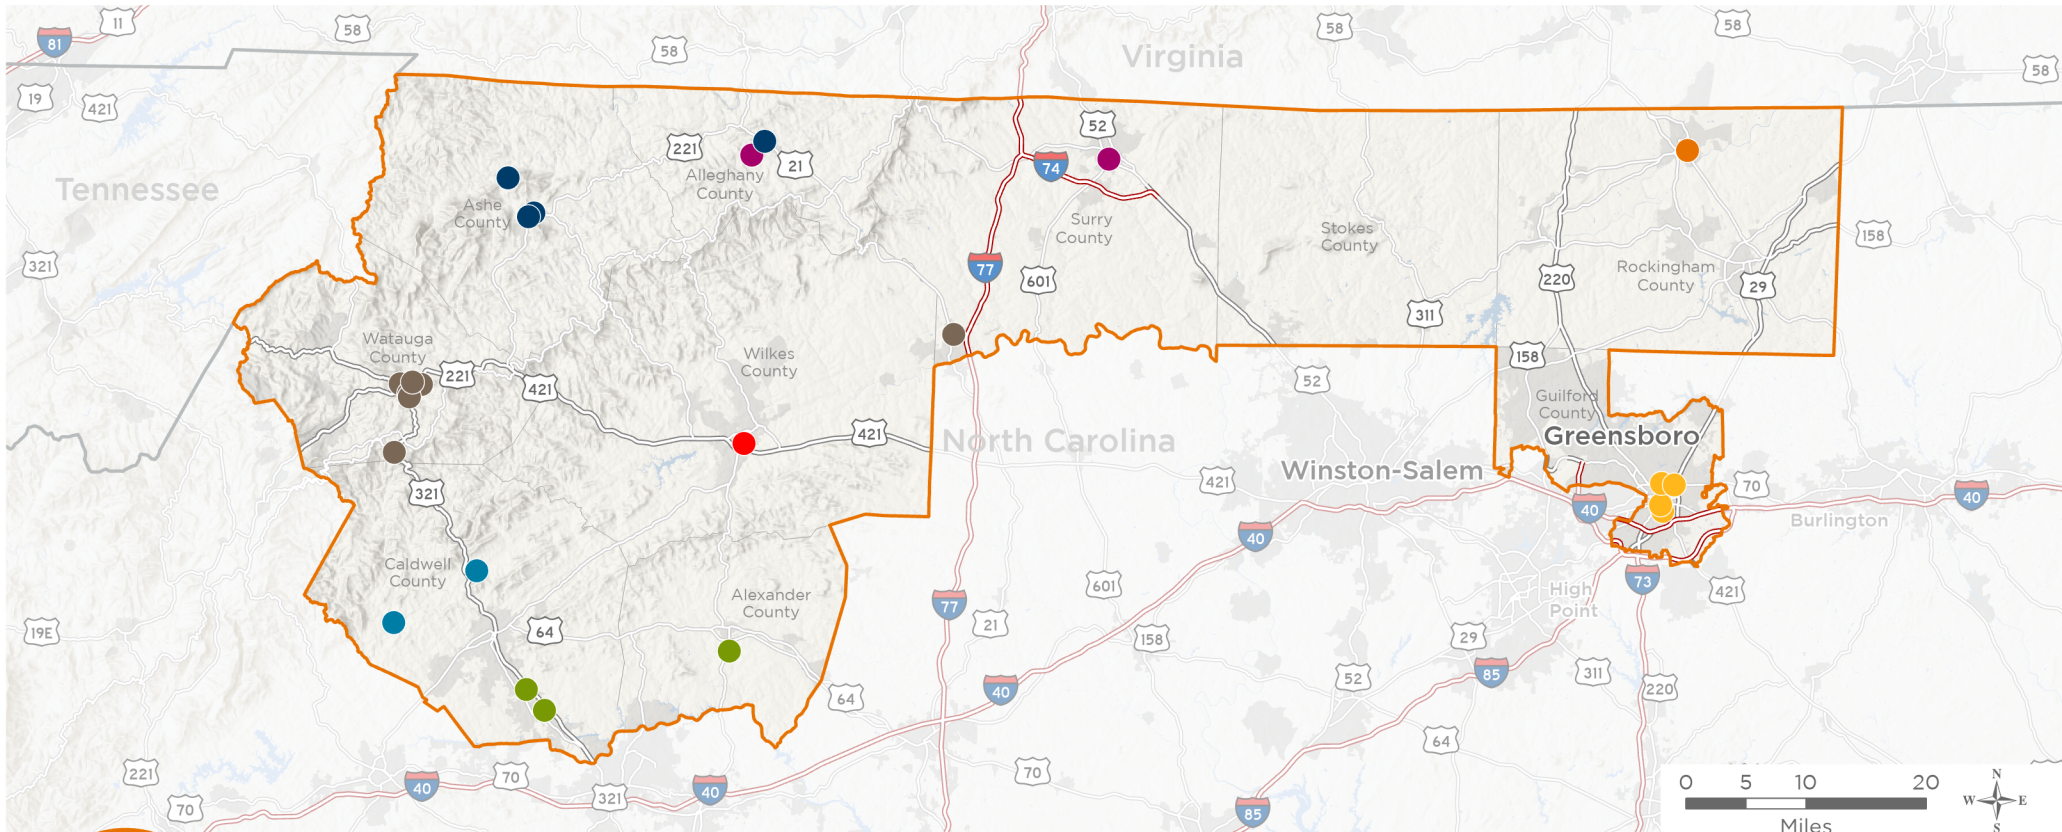 11
58
58
58
81
58
Virginia
58
19
421
52
221
21
74
Alleghany
County
Tennessee
Ashe
County
Surry
County
Stokes
County
158
321
77
601
220
Rockingham
County
29
311
Watauga
County
221
421
Wilkes
County
158
52
Guilford
County
421
North Carolina
Greensboro
Winston-Salem
321
421
70
40
40
Burlington
40
Caldwell
County
73
Alexander
County
77
601
421
High
Point
19E
64
21
158
29
64
40
52
85
311
220
64
221
70
40
70
321
40
70
85
0 5 10 20
Miles
N
W E
S